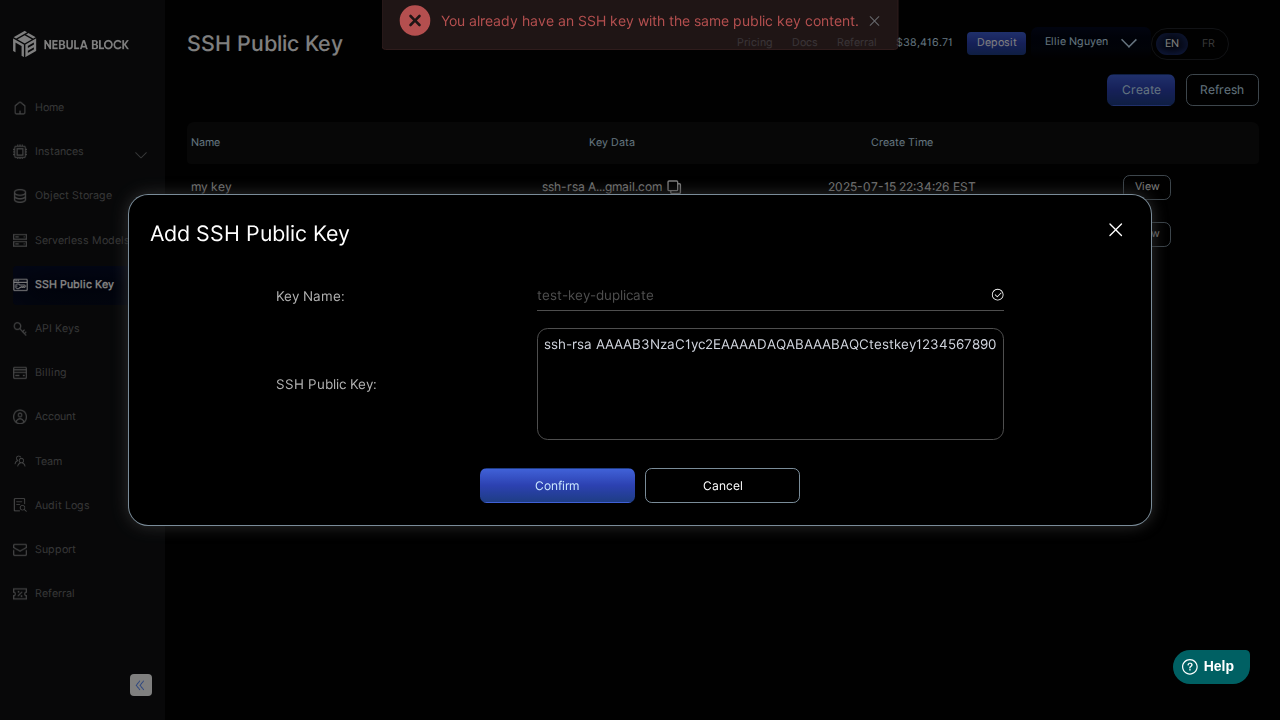 You already have an SSH key with the same public key content.
NEBULA BLOCK
SSH Public Key
Pricing
Docs
Referral
$38,416.71
Deposit
Ellie Nguyen
EN
FR
Create
Refresh
Home
Instances
Object Storage
Serverless Models
SSH Public Key
API Keys
Billing
Account
Team
Audit Logs
Support
Referral
Name
Key Data
Create Time
my key
ssh-rsa A...gmail.com
2025-07-15 22:34:26 EST
View
Add SSH Public Key
Key Name:
test-key-duplicate
SSH Public Key:
ssh-rsa AAAAB3NzaC1yc2EAAAADAQABAAABAQCtestkey1234567890
Confirm
Cancel
Help